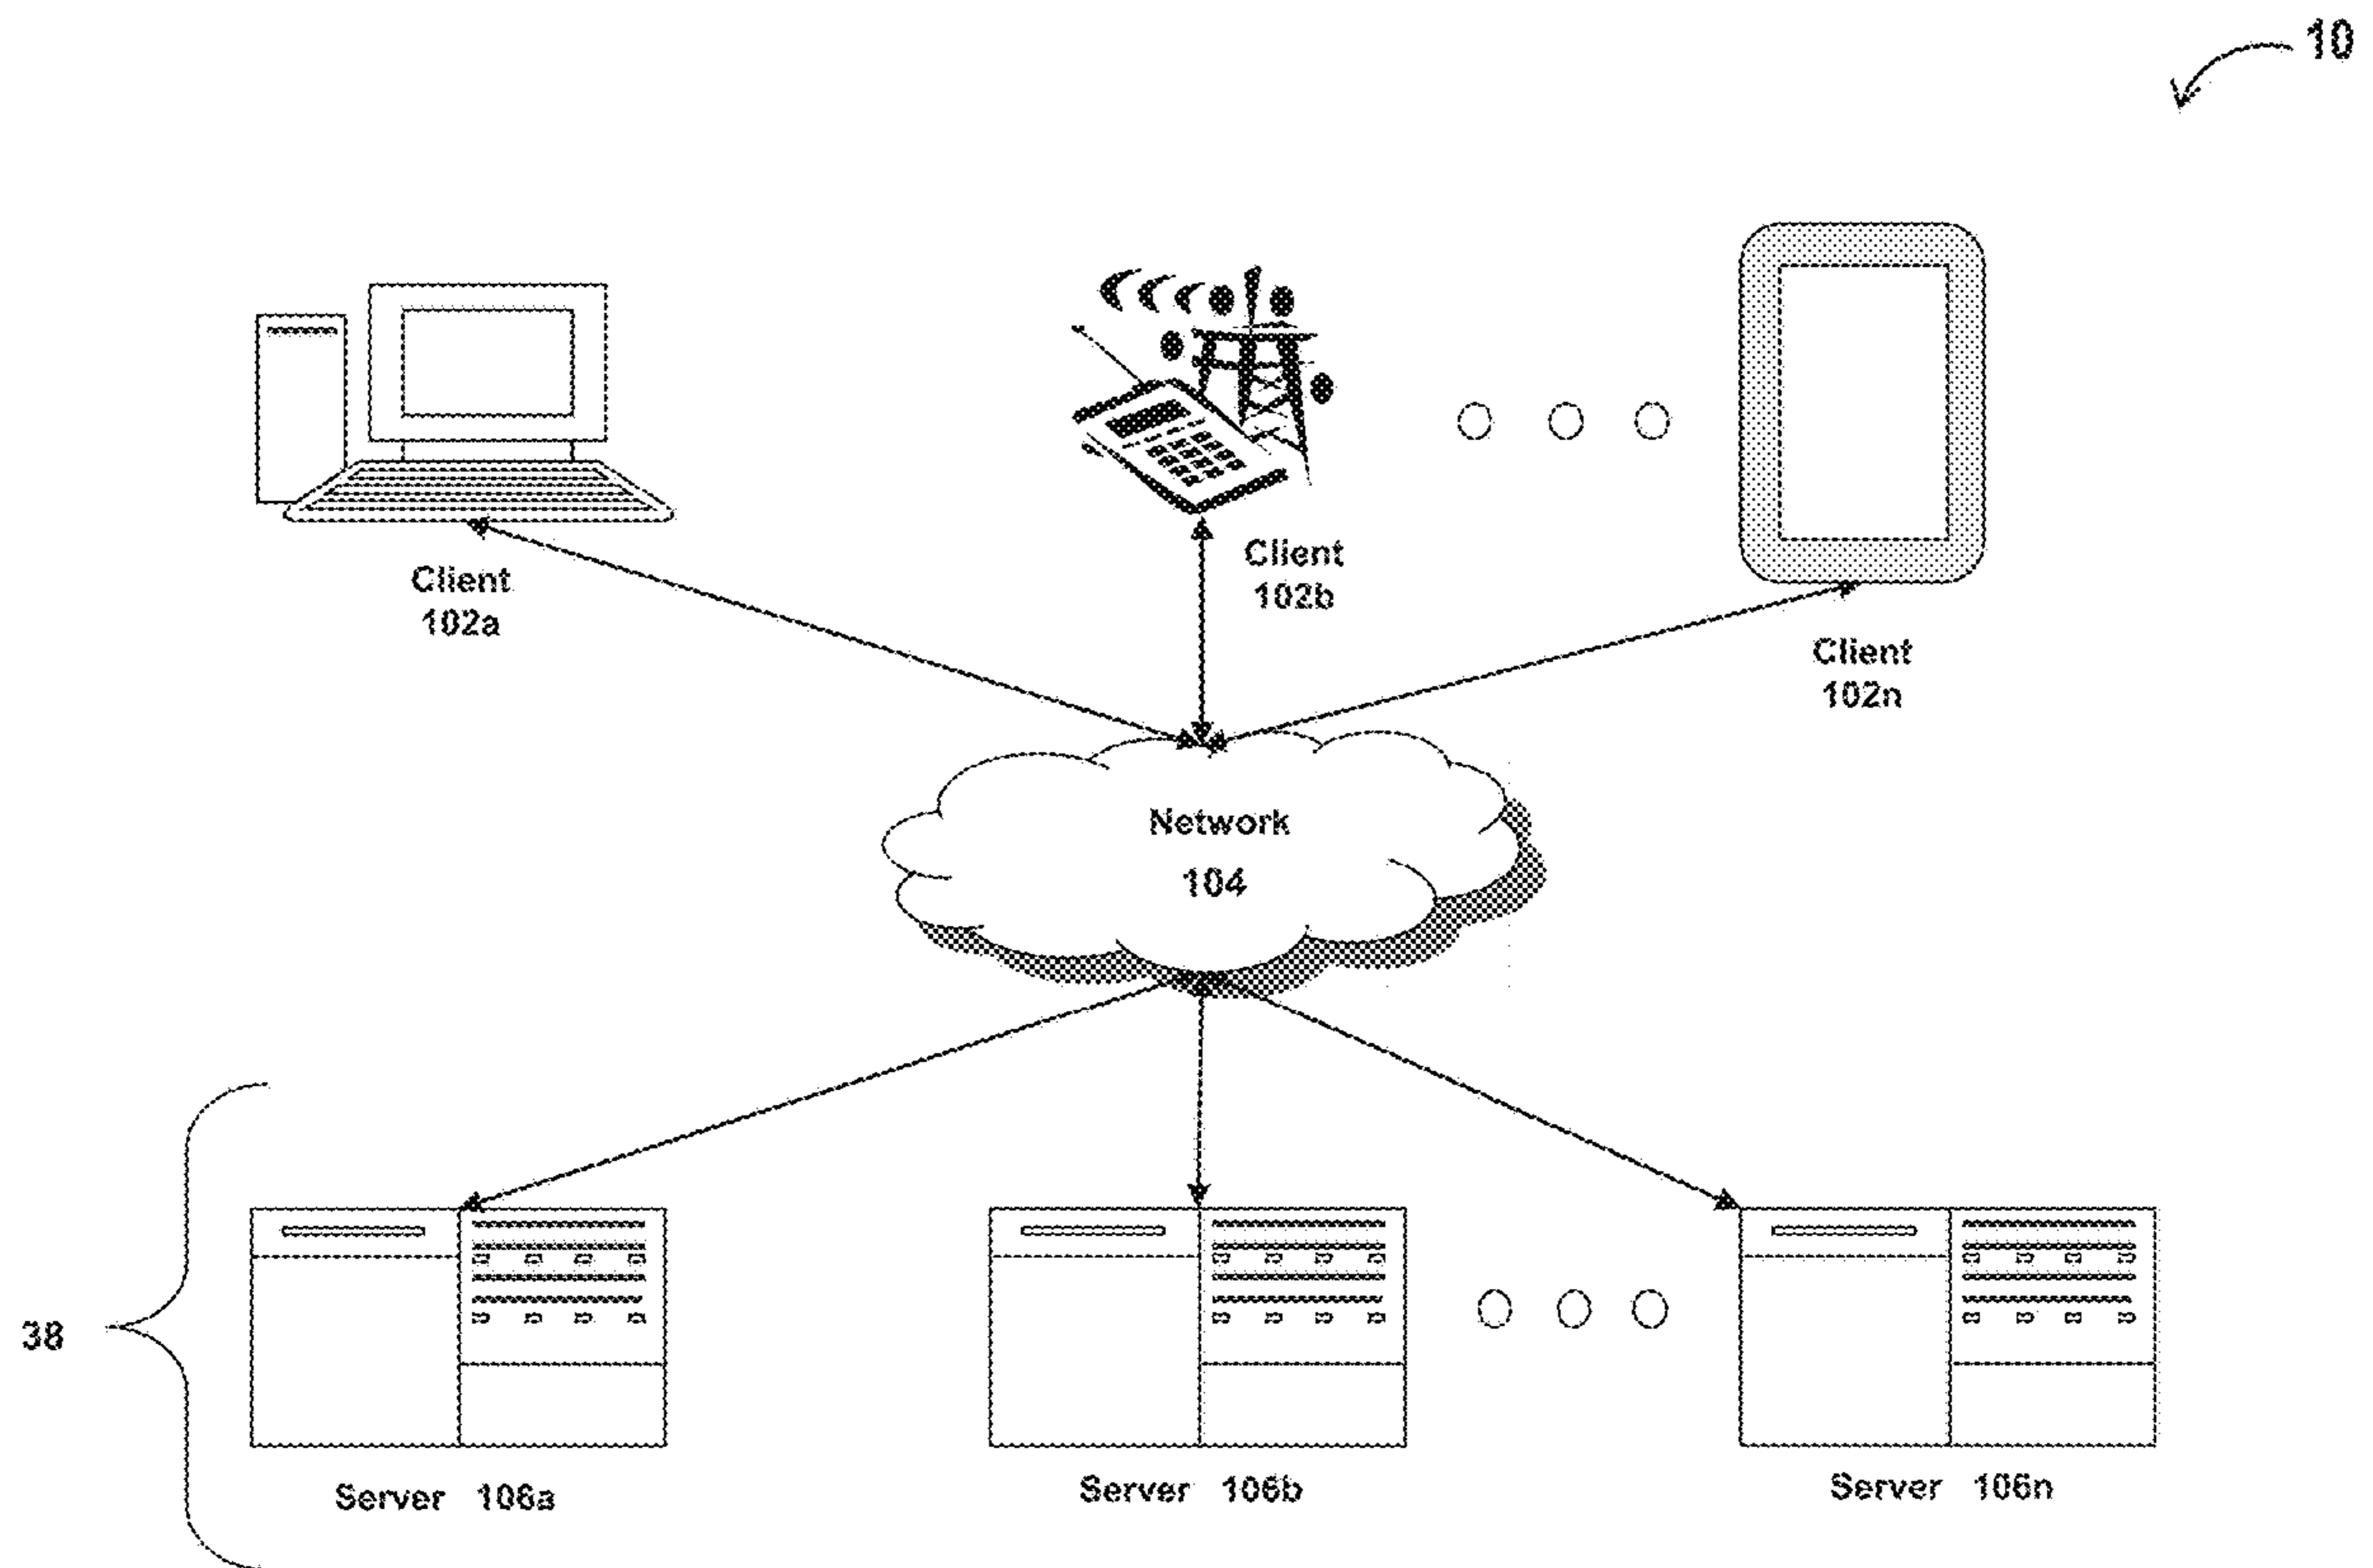 10
Client
102a
Client
102b
Client
102n
Network
104
38
Server 106a
Server 106b
Server 106n